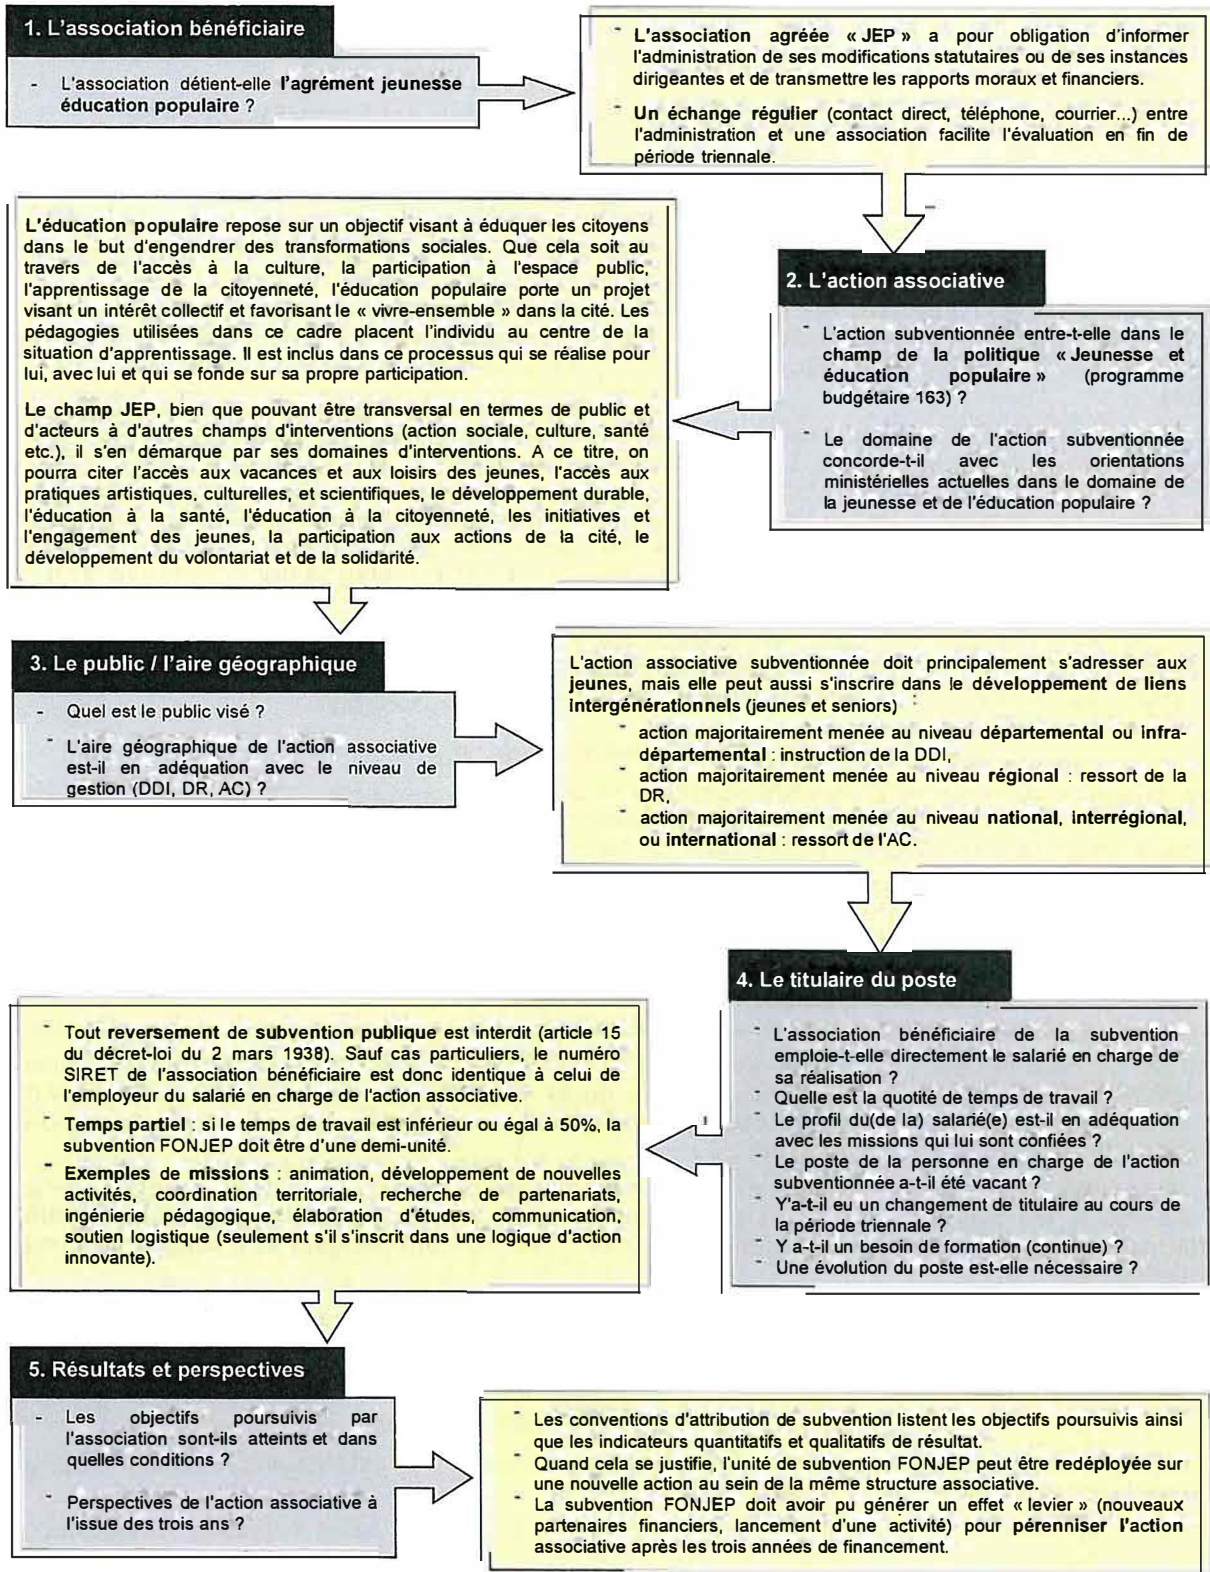 1. L'association bénéficiaire
- L'association détient-elle l'agrément jeunesse
éducation populaire ?
- L'association agréée « JEP » a pour obligation d'informer
l'administration de ses modifications statutaires ou de ses instances
dirigeantes et de transmettre les rapports moraux et financiers.
- Un échange régulier (contact direct, téléphone, courrier...) entre
l'administration et une association facilite l'évaluation en fin de
période triennale.
2. L'action associative
- L'action subventionnée entre-t-elle dans le
champ de la politique « Jeunesse et
éducation populaire » (programme
budgétaire 163) ?
- Le domaine de l'action subventionnée
concorde-t-il avec les orientations
ministérielles actuelles dans le domaine de
la jeunesse et de l'éducation populaire ?
L'éducation populaire repose sur un objectif visant à éduquer les citoyens
dans le but d'engendrer des transformations sociales. Que cela soit au
travers de l'accès à la culture, la participation à l'espace public,
l'apprentissage de la citoyenneté, l'éducation populaire porte un projet
visant un intérêt collectif et favorisant le « vivre-ensemble » dans la cité. Les
pédagogies utilisées dans ce cadre placent l'individu au centre de la
situation d'apprentissage. Il est inclus dans ce processus qui se réalise pour
lui, avec lui et qui se fonde sur sa propre participation.
Le champ JEP, bien que pouvant être transversal en termes de public et
d'acteurs à d'autres champs d'interventions (action sociale, culture, santé
etc.), il s'en démarque par ses domaines d'interventions. A ce titre, on
pourra citer l'accès aux vacances et aux loisirs des jeunes, l'accès aux
pratiques artistiques, culturelles, et scientifiques, le développement durable,
l'éducation à la santé, l'éducation à la citoyenneté, les initiatives et
l'engagement des jeunes, la participation aux actions de la cité, le
développement du volontariat et de la solidarité.
3. Le public / l'aire géographique
- Quel est le public visé ?
- L'aire géographique de l'action associative
est-il en adéquation avec le niveau de
gestion (DDI, DR, AC) ?
L'action associative subventionnée doit principalement s'adresser aux
jeunes, mais elle peut aussi s'inscrire dans le développement de liens
intergénérationnels (jeunes et seniors) :
- action majoritairement menée au niveau départemental ou infra-
départemental : instruction de la DDI,
- action majoritairement menée au niveau régional : ressort de la
DR,
- action majoritairement menée au niveau national, interrégional,
ou international : ressort de l'AC.
4. Le titulaire du poste
- L'association bénéficiaire de la subvention
emploie-t-elle directement le salarié en charge de
sa réalisation ?
- Quelle est la quotité de temps de travail ?
- Le profil du(de la) salarié(e) est-il en adéquation
avec les missions qui lui sont confiées ?
- Le poste de la personne en charge de l'action
subventionnée a-t-il été vacant ?
- Y'a-t-il eu un changement de titulaire au cours de
la période triennale ?
- Y a-t-il un besoin de formation (continue) ?
- Une évolution du poste est-elle nécessaire ?
- Tout reversement de subvention publique est interdit (article 15
du décret-loi du 2 mars 1938). Sauf cas particuliers, le numéro
SIRET de l'association bénéficiaire est donc identique à celui de
l'employeur du salarié en charge de l'action associative.
- Temps partiel : si le temps de travail est inférieur ou égal à 50%, la
subvention FONJEP doit être d'une demi-unité.
- Exemples de missions : animation, développement de nouvelles
activités, coordination territoriale, recherche de partenariats,
ingénierie pédagogique, élaboration d'études, communication,
soutien logistique (seulement s'il s'inscrit dans une logique d'action
innovante).
5. Résultats et perspectives
- Les objectifs poursuivis par
l'association sont-ils atteints et dans
quelles conditions ?
- Perspectives de l'action associative à
l'issue des trois ans ?
- Les conventions d'attribution de subvention listent les objectifs poursuivis ainsi
que les indicateurs quantitatifs et qualitatifs de résultat.
- Quand cela se justifie, l'unité de subvention FONJEP peut être redéployée sur
une nouvelle action au sein de la même structure associative.
- La subvention FONJEP doit avoir pu générer un effet « levier » (nouveaux
partenaires financiers, lancement d'une activité) pour pérenniser l'action
associative après les trois années de financement.